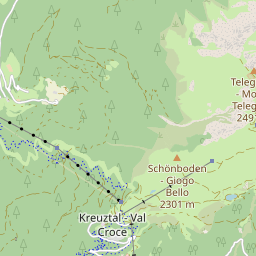 Teleg
- Mo
Teleg
249
Schönboden
- Giogo
Bello
2301 m
Kreuztal - Val
Croce